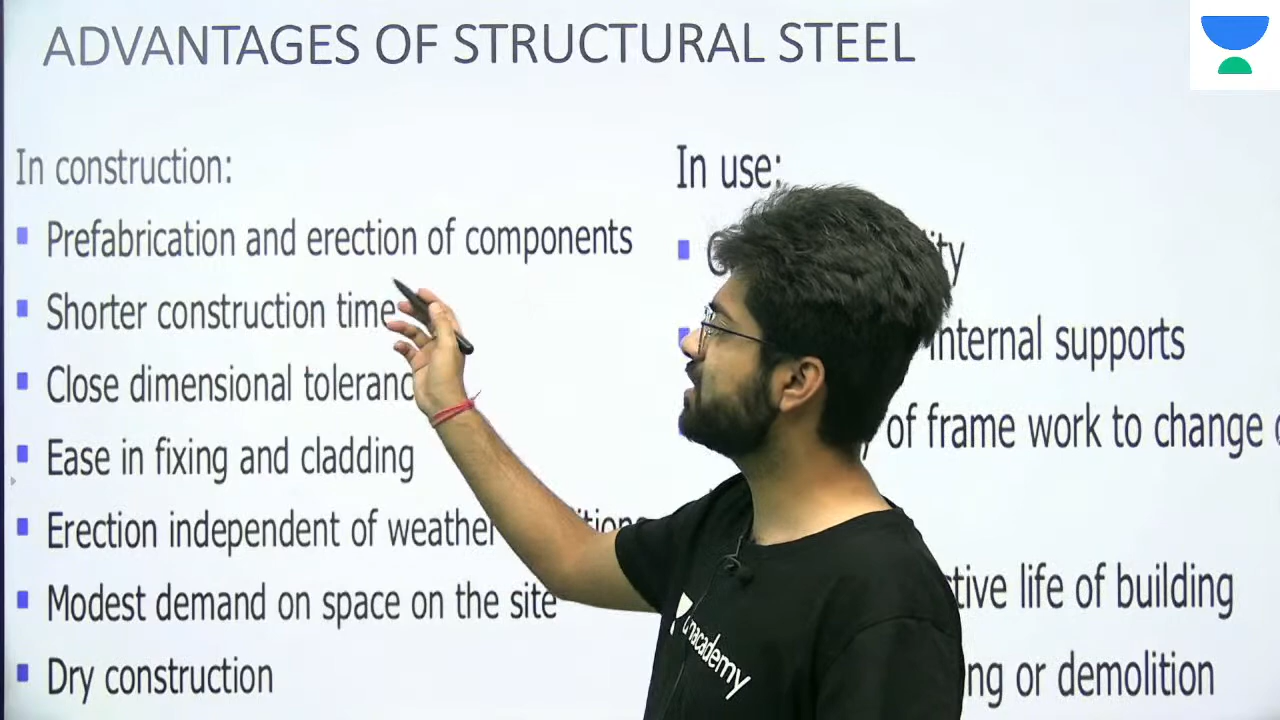 ADVANTAGES OF STRUCTURAL STEEL
In construction:
Prefabrication and erection of components
Shorter construction time
Close dimensional
Ease in fixing and cladding
Erection independent of weather
Modest demand on space on the site
Dry construction
In use:
internal supports
of frame work to change
life of building
or demolition
unacademy